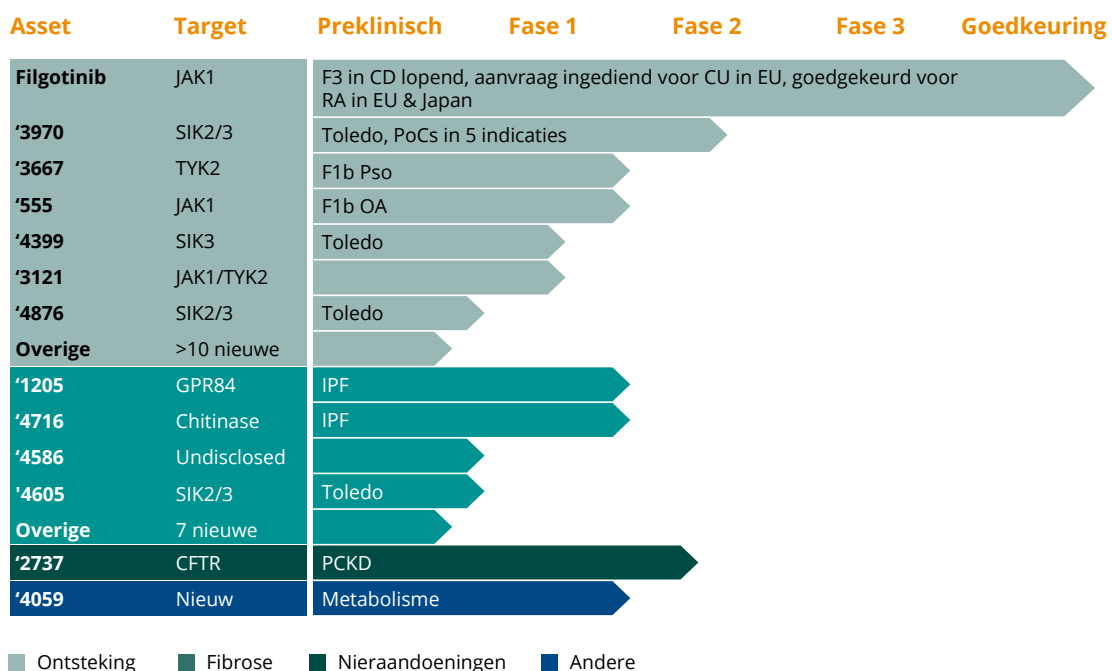 Asset Target Preklinisch Fase 1 Fase 2 Fase 3 Goedkeuring
Filgotinib JAK1 F3 in CD lopend, aanvraag ingediend voor CU in EU, goedgekeurd voor
RA in EU & Japan
‘3970 SIK2/3 Toledo, PoCs in 5 indicaties
‘3667 TYK2 F1b Pso
‘555 JAK1 F1b OA
‘4399 SIK3 Toledo
‘3121 JAK1/TYK2
‘4876 SIK2/3 Toledo
Overige >10 nieuwe
‘1205 GPR84 IPF
‘4716 Chitinase IPF
‘4586 Undisclosed
'4605 SIK2/3 Toledo
Overige 7 nieuwe
‘2737 CFTR PCKD
‘4059 Nieuw Metabolisme
Ontsteking Fibrose Nieraandoeningen Andere